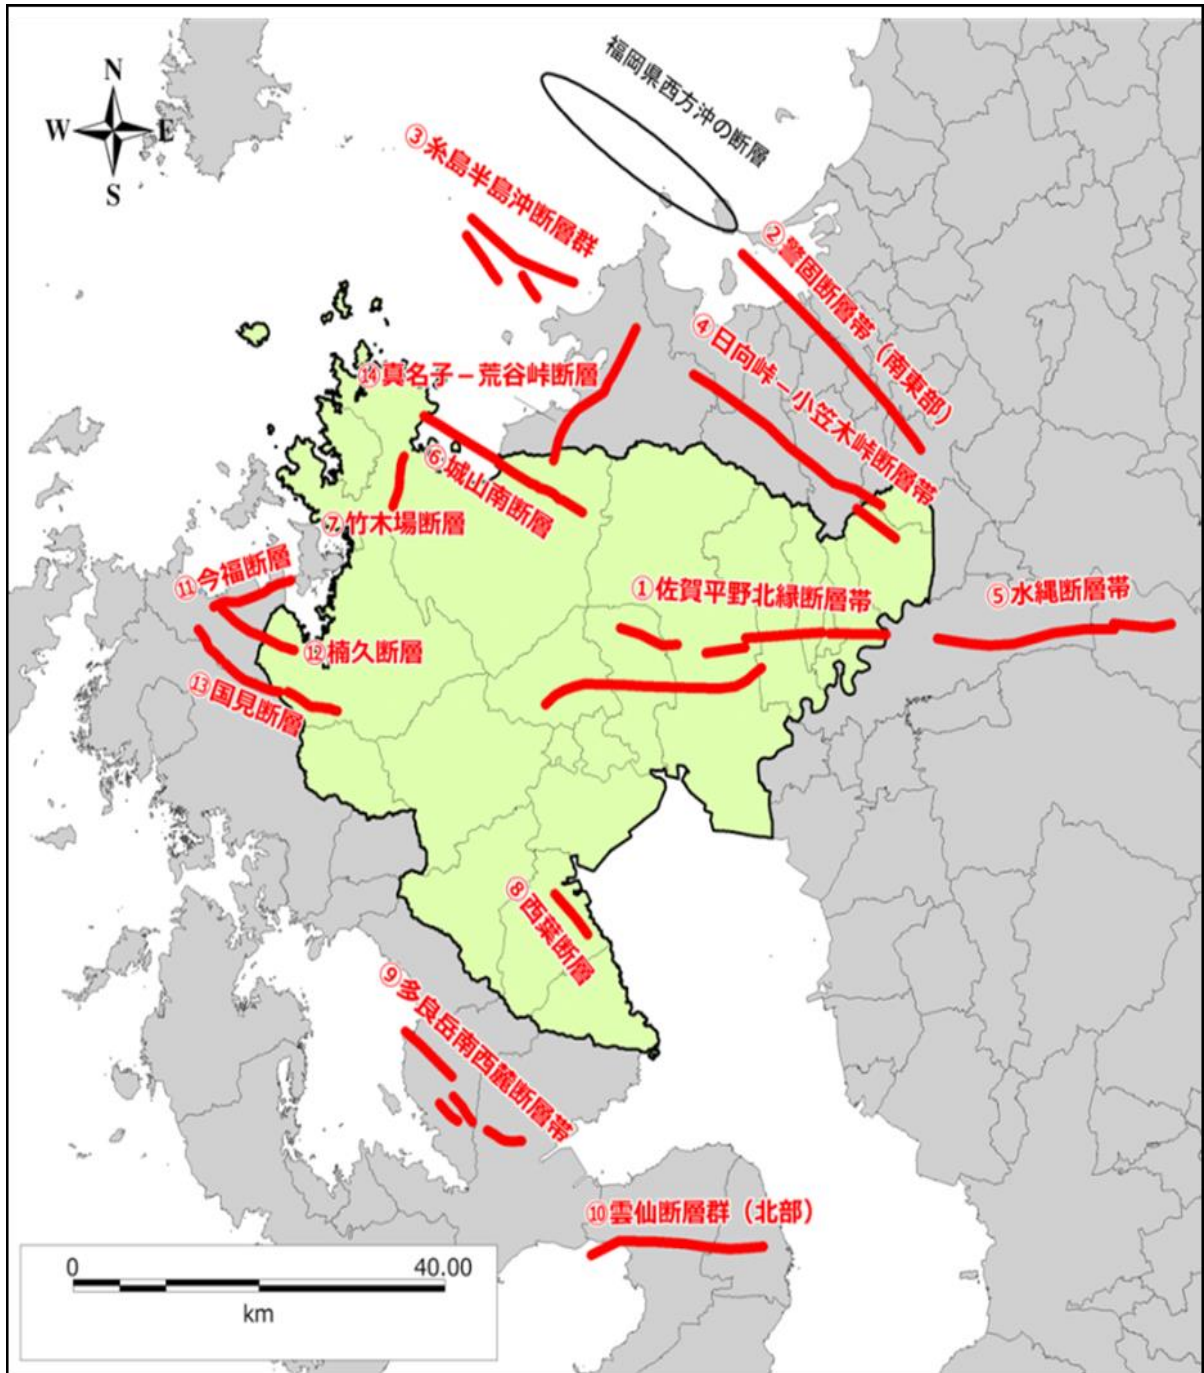 福岡県西方沖の断層
N
W
E
S
③糸島半島沖断層群
②警固断層帯（南東部）
④日向峠－小笠木峠断層帯
⑭真名子－荒谷峠断層
⑥城山南断層
⑦竹木場断層
⑪今福断層
①佐賀平野北縁断層帯
⑤水縄断層帯
⑫楠久断層
⑬国見断層
⑧西葉断層
⑨多良岳南西麓断層帯
⑩雲仙断層群（北部）
0
40.00
km